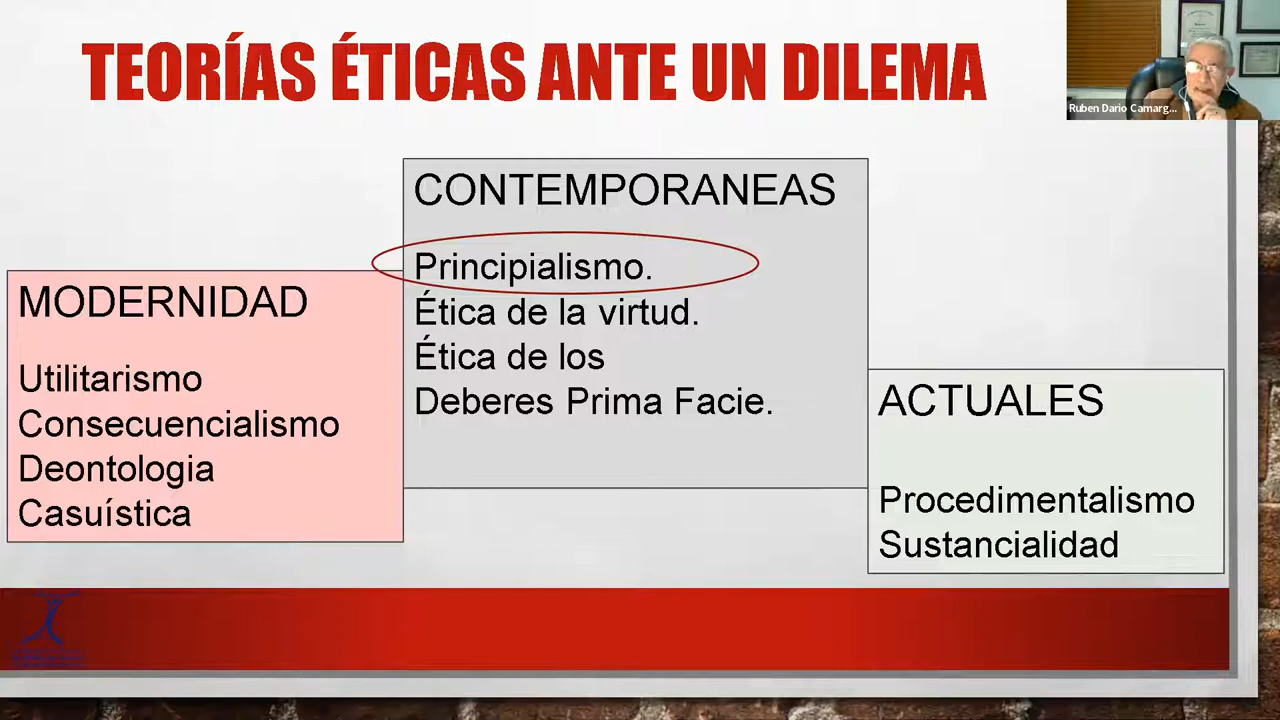 TEORÍAS ÉTICAS ANTE UN DILEMA
Ruben Dario Camarg...
CONTEMPORANEAS
Principialismo.
Ética de la virtud.
Ética de los
Deberes Prima Facie.
MODERNIDAD
Utilitarismo
Consecuencialismo
Deontologia
Casuística
ACTUALES
Procedimentalismo
Sustancialidad